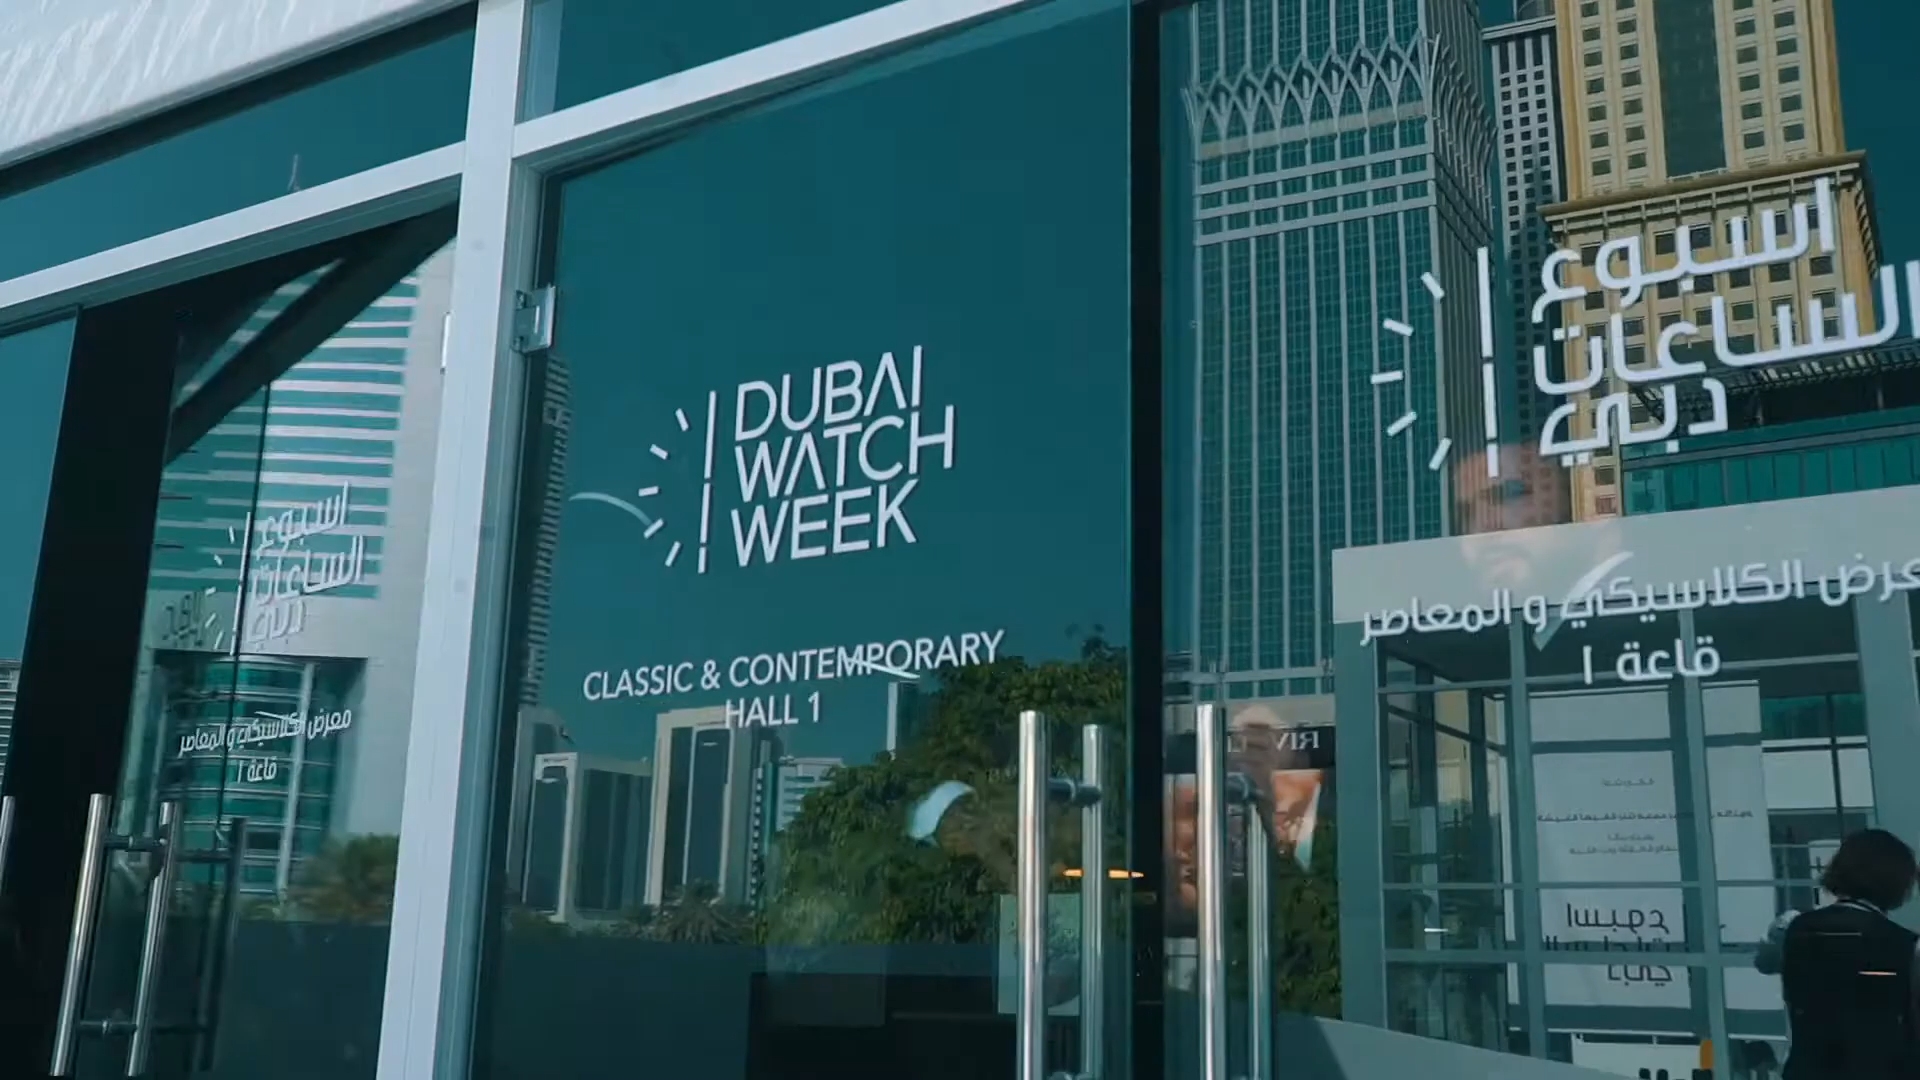 DUBAI
WATCH
WEEK
CLASSIC & CONTEMPORARY
HALL 1
اسبوع
الساعات
دبي
معرض الكلاسيكي و المعاصر
قاعة ١
اسبوع
الساعات
دبي
معرض الكلاسيكي و المعاصر
قاعة ١